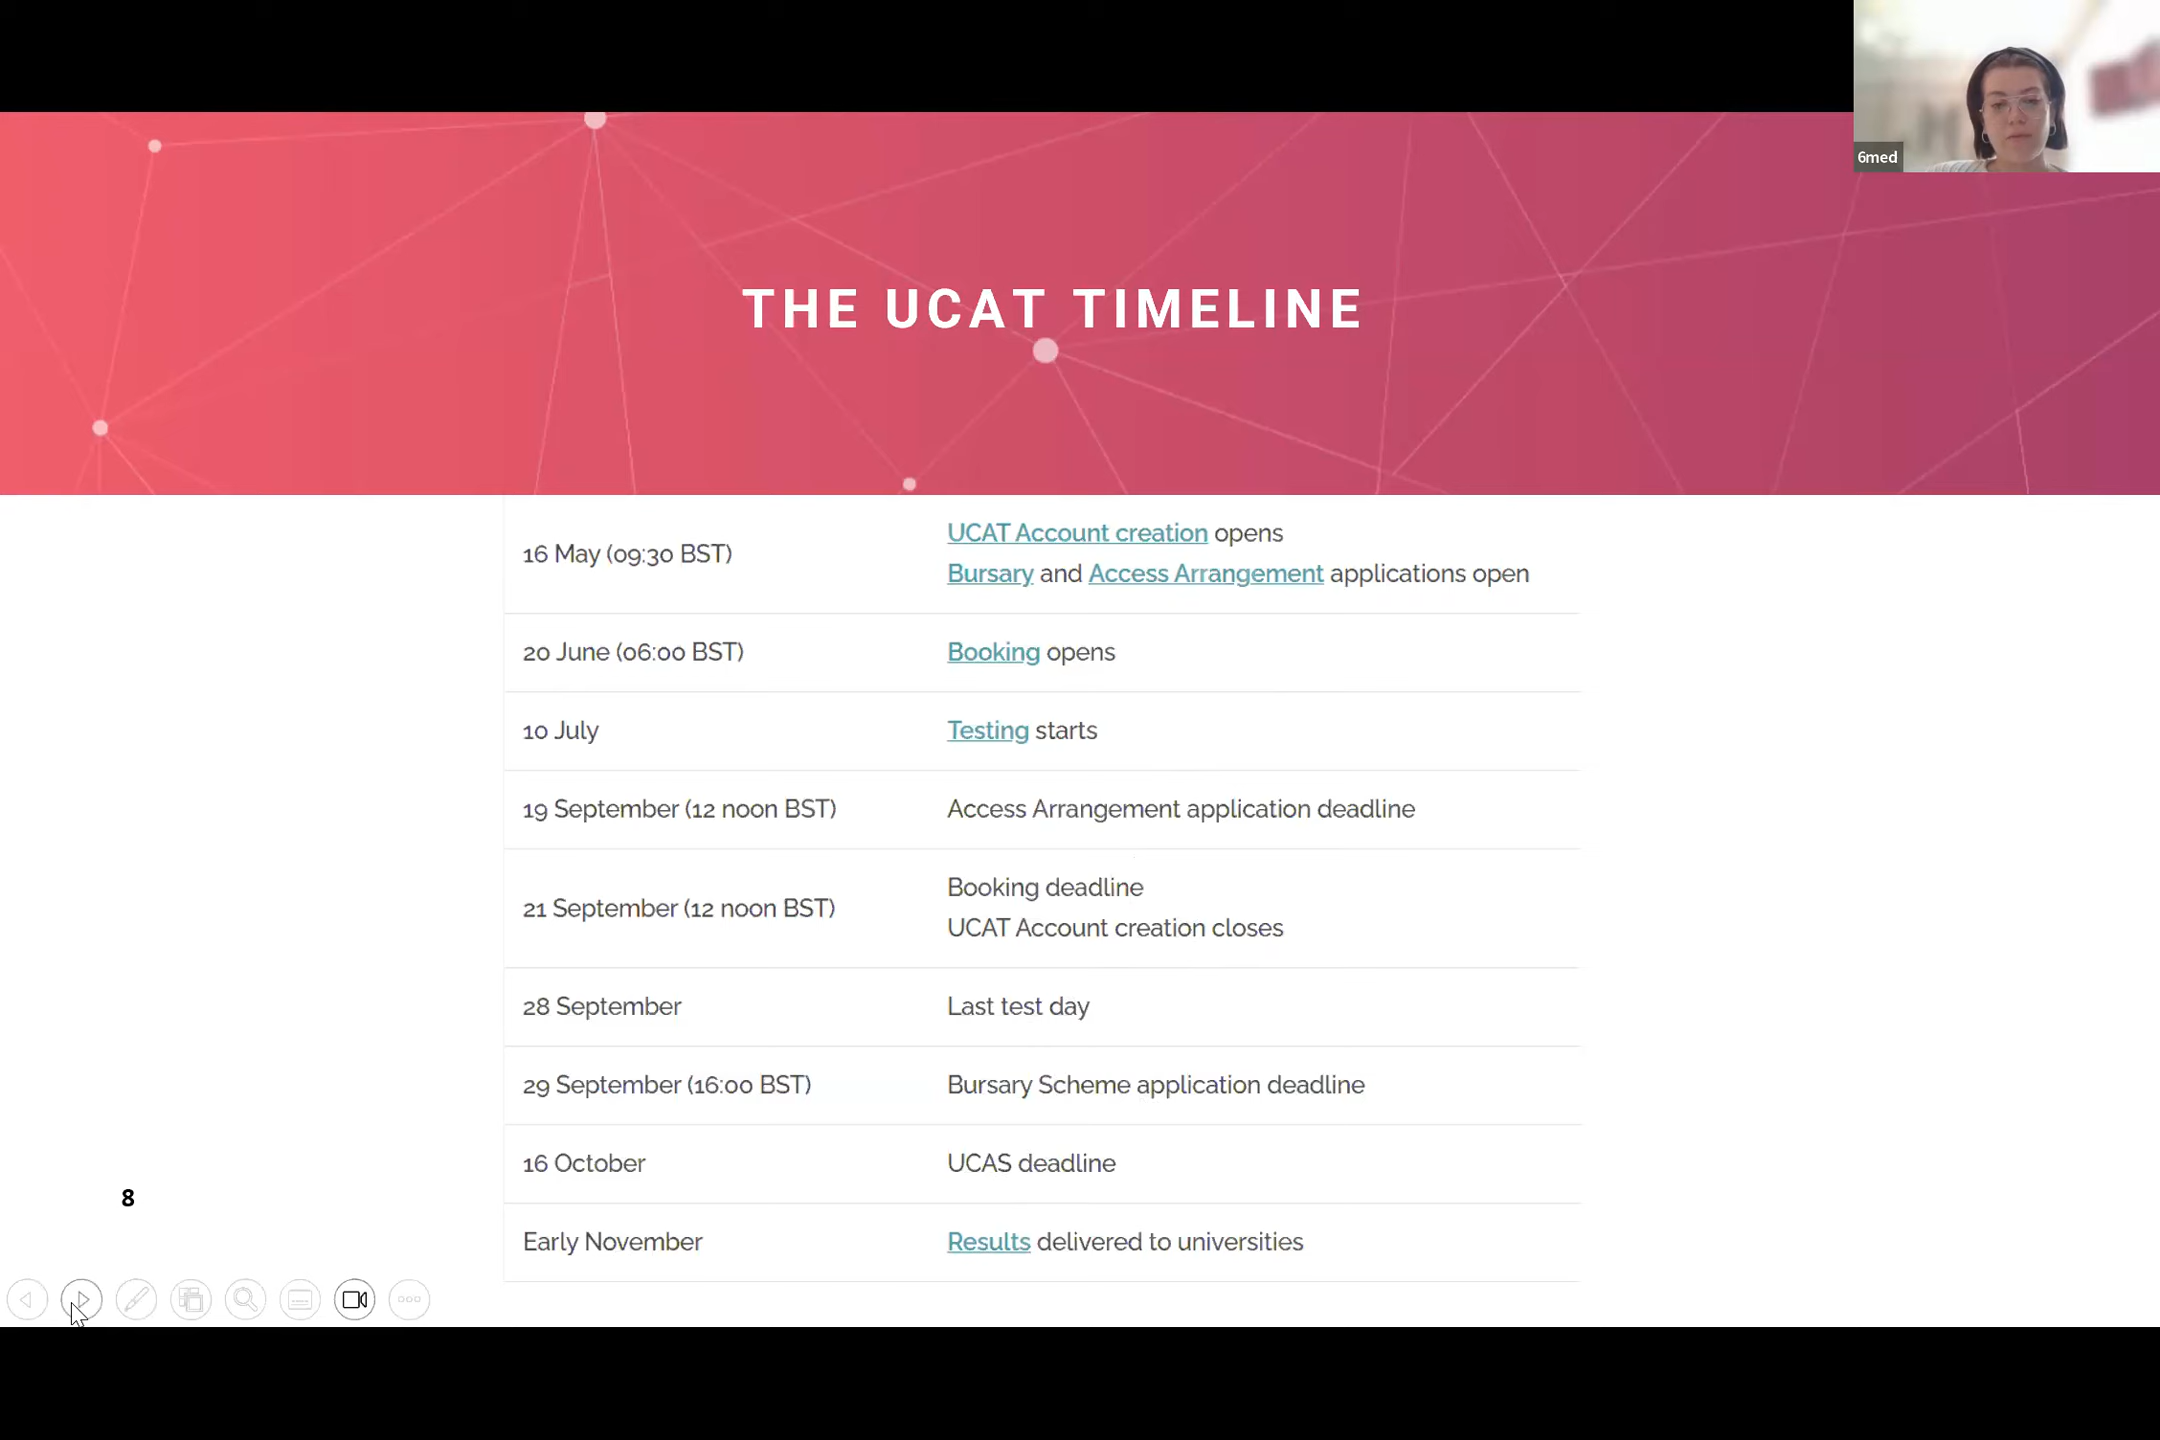 6med
THE UCAT TIMELINE
16 May (09:30 BST)
UCAT Account creation opens
Bursary and Access Arrangement applications open
20 June (06:00 BST)
Booking opens
10 July
Testing starts
19 September (12 noon BST)
Access Arrangement application deadline
21 September (12 noon BST)
Booking deadline
UCAT Account creation closes
28 September
Last test day
29 September (16:00 BST)
Bursary Scheme application deadline
16 October
UCAS deadline
8
Early November
Results delivered to universities